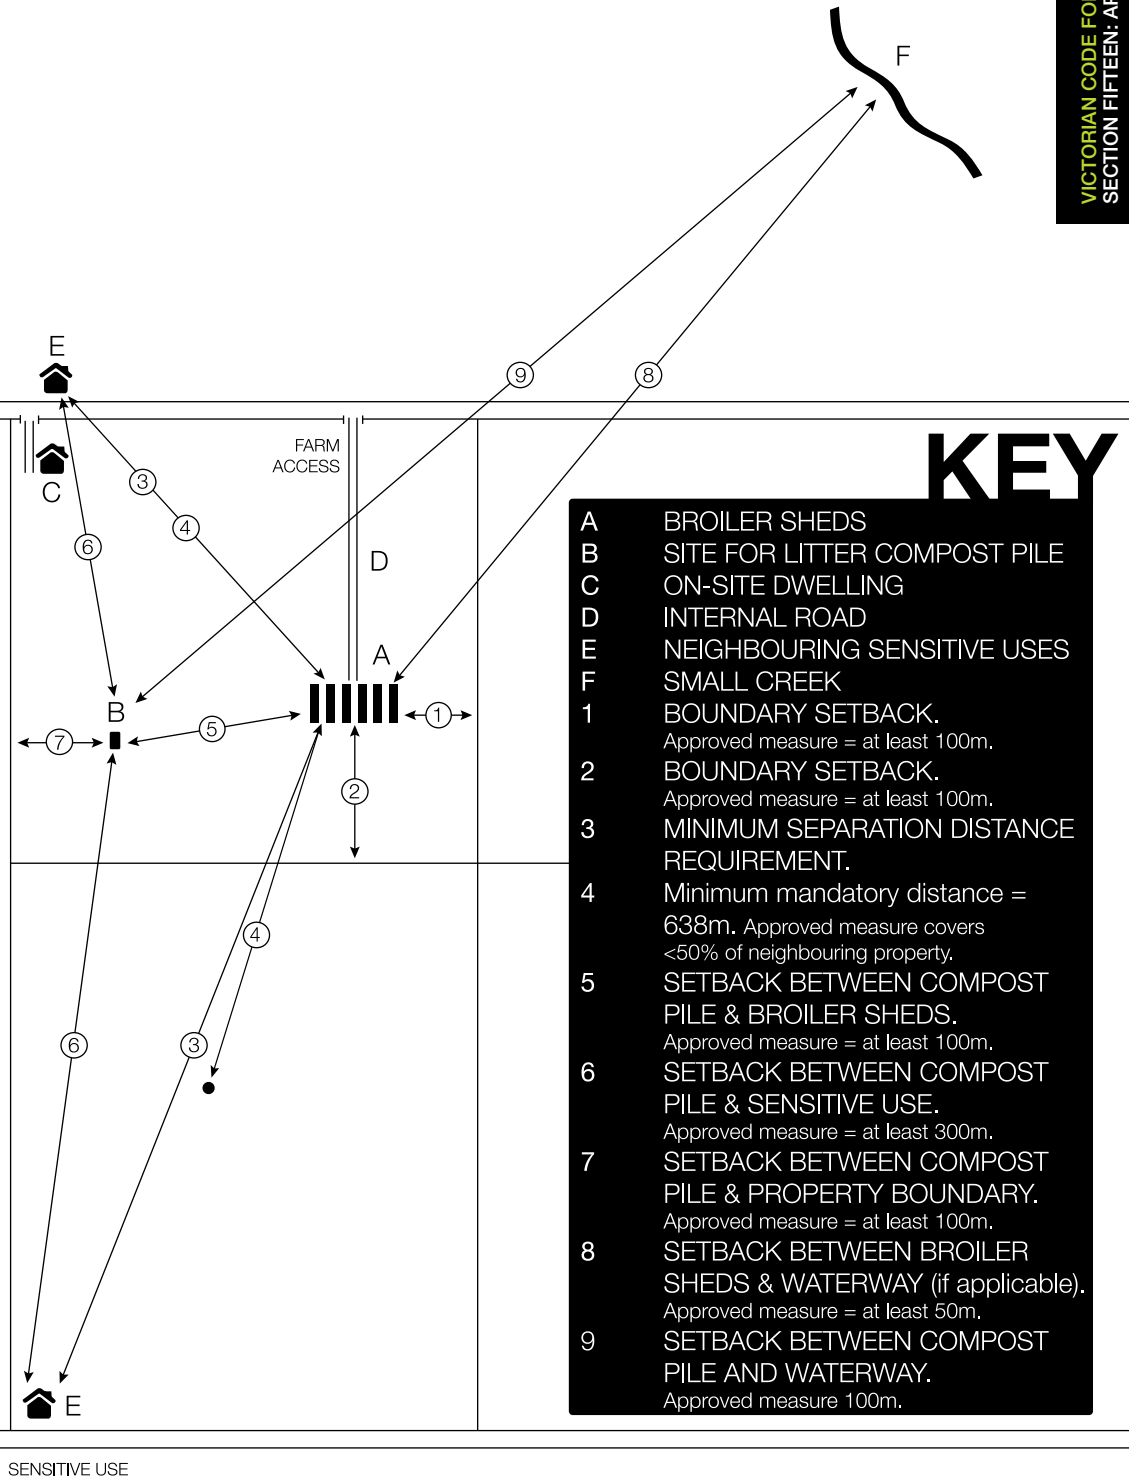 VICTORIAN CODE FOR
SECTION FIFTEEN:
F
E
9
8
FARM
ACCESS
C
3
4
6
D
A
B
1
5
7
2
4
6
3
E
SENSITIVE USE
KEY
A BROILER SHEDS
B SITE FOR LITTER COMPOST PILE
C ON-SITE DWELLING
D INTERNAL ROAD
E NEIGHBOURING SENSITIVE USES
F SMALL CREEK
1 BOUNDARY SETBACK.
Approved measure = at least 100m.
2 BOUNDARY SETBACK.
Approved measure = at least 100m.
3 MINIMUM SEPARATION DISTANCE
REQUIREMENT.
4 Minimum mandatory distance =
638m. Approved measure covers
<50% of neighbouring property.
5 SETBACK BETWEEN COMPOST
PILE & BROILER SHEDS.
Approved measure = at least 100m.
6 SETBACK BETWEEN COMPOST
PILE & SENSITIVE USE.
Approved measure = at least 300m.
7 SETBACK BETWEEN COMPOST
PILE & PROPERTY BOUNDARY.
Approved measure = at least 100m.
8 SETBACK BETWEEN BROILER
SHEDS & WATERWAY (if applicable).
Approved measure = at least 50m.
9 SETBACK BETWEEN COMPOST
PILE AND WATERWAY.
Approved measure 100m.